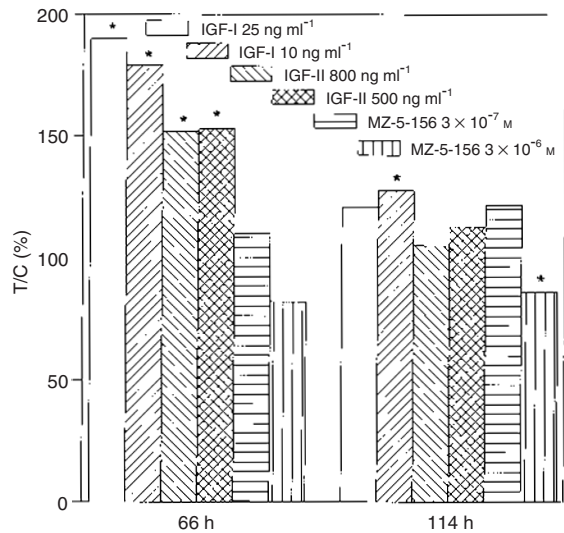 200
150
100
50
0
T/C (%)
* IGF-I 25 ng ml⁻¹
* IGF-I 10 ng ml⁻¹
IGF-II 800 ng ml⁻¹
IGF-II 500 ng ml⁻¹
* *
MZ-5-156 3 × 10⁻⁷ M
MZ-5-156 3 × 10⁻⁶ M
*
*
66 h
114 h